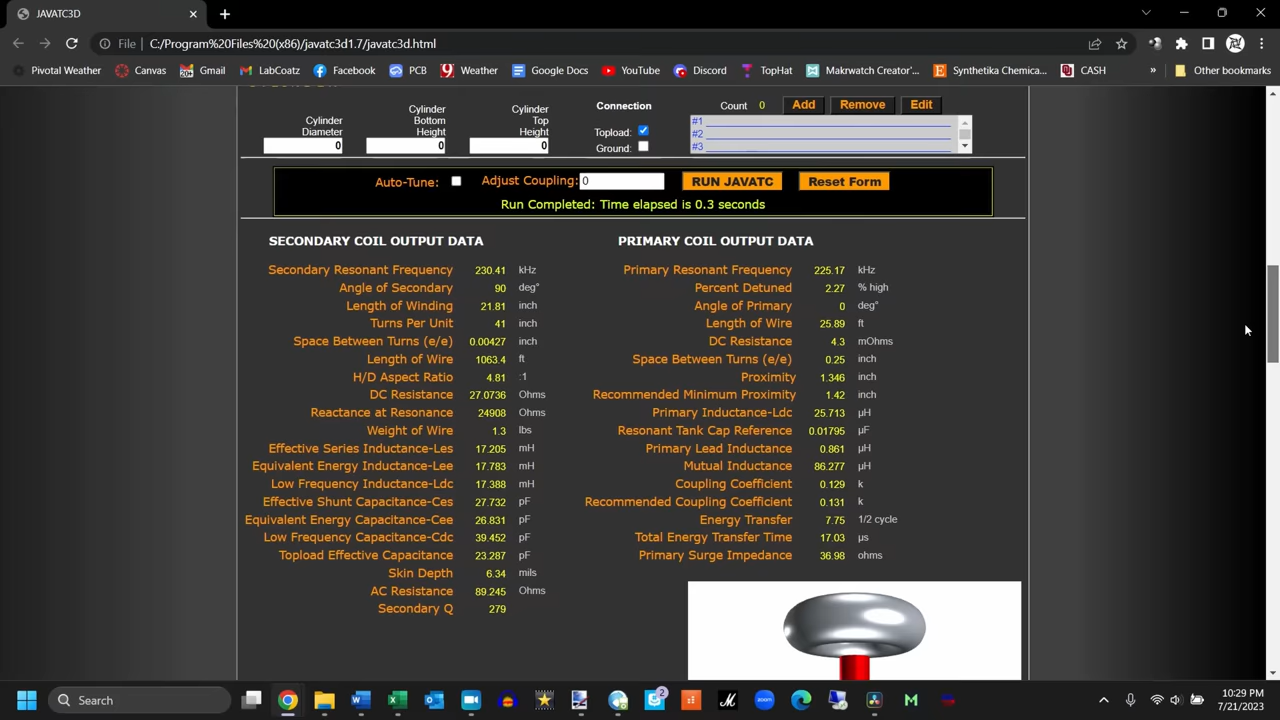 JAVATC3D
File C:/Program%20Files%20(x86)/javatc3d1.7/javatc3d.html
Pivotal Weather Canvas 20+ Gmail LabCoatz Facebook PCB Weather Google Docs YouTube Discord TopHat Makrwatch Creator'... Synthetika Chemica... CASH » Other bookmarks
Cylinder Diameter
Cylinder Bottom Height
Cylinder Top Height
Connection
Count 0 Add Remove Edit
0 0 0
Topload:
Ground:
#1
#2
#3
Auto-Tune: Adjust Coupling: 0 RUN JAVATC Reset Form
Run Completed: Time elapsed is 0.3 seconds
SECONDARY COIL OUTPUT DATA
Secondary Resonant Frequency 230.41 kHz
Angle of Secondary 90 deg°
Length of Winding 21.81 inch
Turns Per Unit 41 inch
Space Between Turns (e/e) 0.00427 inch
Length of Wire 1063.4 ft
H/D Aspect Ratio 4.81 :1
DC Resistance 27.0736 Ohms
Reactance at Resonance 24908 Ohms
Weight of Wire 1.3 lbs
Effective Series Inductance-Les 17.205 mH
Equivalent Energy Inductance-Lee 17.783 mH
Low Frequency Inductance-Ldc 17.388 mH
Effective Shunt Capacitance-Ces 27.732 pF
Equivalent Energy Capacitance-Cee 26.831 pF
Low Frequency Capacitance-Cdc 39.452 pF
Topload Effective Capacitance 23.287 pF
Skin Depth 6.34 mils
AC Resistance 89.245 Ohms
Secondary Q 279
PRIMARY COIL OUTPUT DATA
Primary Resonant Frequency 225.17 kHz
Percent Detuned 2.27 % high
Angle of Primary 0 deg°
Length of Wire 25.89 ft
DC Resistance 4.3 mOhms
Space Between Turns (e/e) 0.25 inch
Proximity 1.346 inch
Recommended Minimum Proximity 1.42 inch
Primary Inductance-Ldc 25.713 µH
Resonant Tank Cap Reference 0.01795 µF
Primary Lead Inductance 0.861 µH
Mutual Inductance 86.277 µH
Coupling Coefficient 0.129 k
Recommended Coupling Coefficient 0.131 k
Energy Transfer 7.75 1/2 cycle
Total Energy Transfer Time 17.03 µs
Primary Surge Impedance 36.98 ohms
Search
2
zoom
10:29 PM
7/21/2023